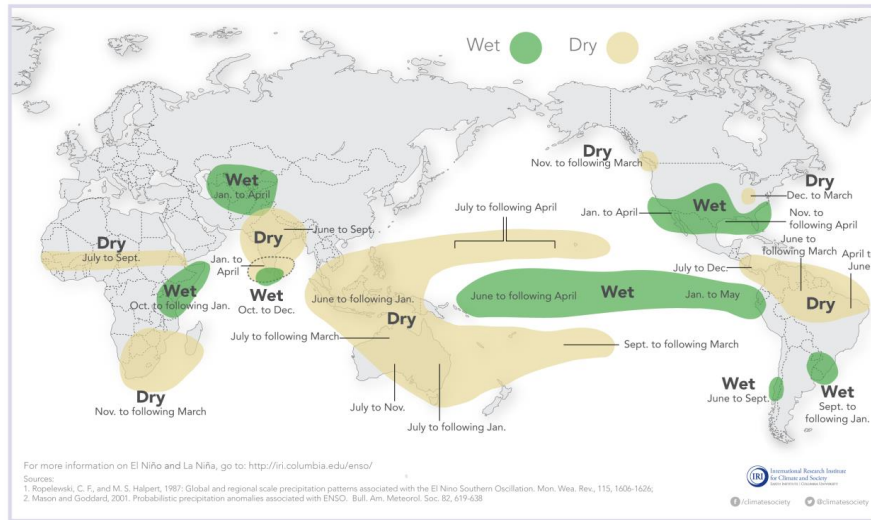 Wet
Dry
Dry
Nov. to following March
Dry
Dec. to March
Wet
Jan. to April
Jan. to April
Wet
Nov. to
following April
July to following April
June to
following March
Dry
July to Sept.
Dry
June to Sept.
Jan. to
April
July to Dec.
Wet
Oct. to following Jan.
Wet
Oct. to Dec.
June to following Jan.
Dry
June to following April
Wet
Jan. to May
Dry
July to following March
Sept. to following March
Dry
Nov. to following March
July to Nov.
July to following Jan.
Wet
June to Sept.
Wet
Sept. to
following Jan.
For more information on El Niño and La Niña, go to: http://iri.columbia.edu/enso/
Sources:
1. Ropelewski, C. F., and M. S. Halpert, 1987: Global and regional scale precipitation patterns associated with the El Nino Southern Oscillation. Mon. Wea. Rev., 115, 1606-1626;
2. Mason and Goddard, 2001. Probabilistic precipitation anomalies associated with ENSO. Bull. Am. Meteorol. Soc. 82, 619-638
IRI
International Research Institute
for Climate and Society
/climatesociety
@climatesociety